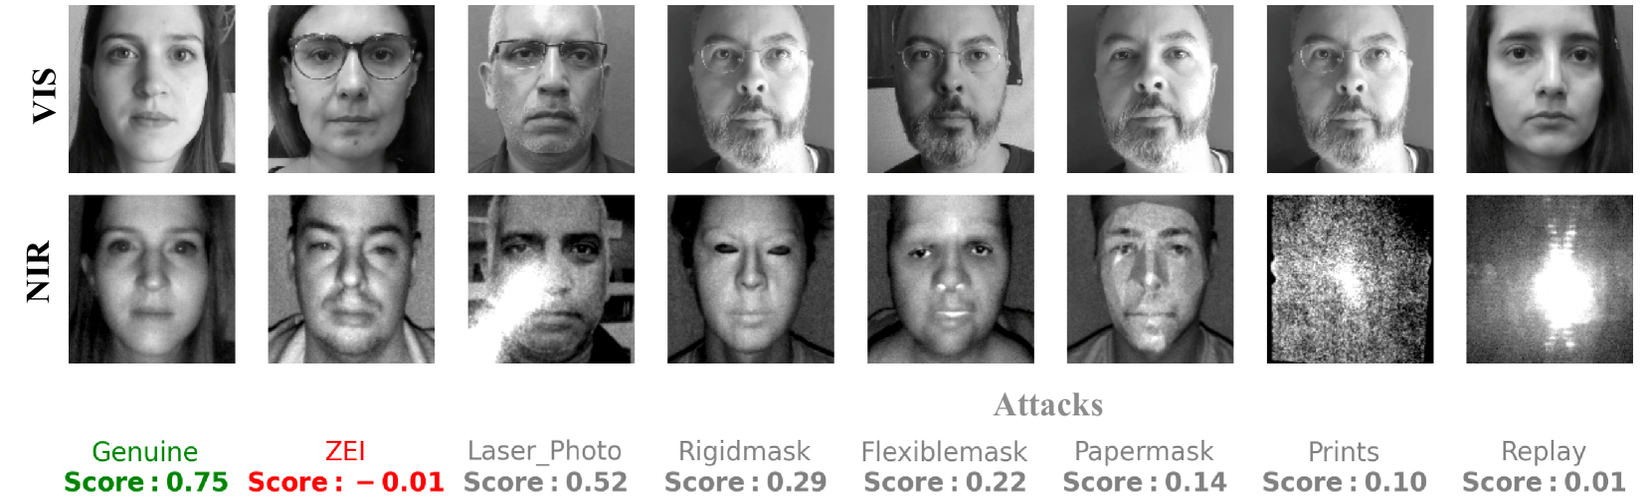 VIS
NIR
Attacks
Genuine ZEI Laser_Photo Rigidmask Flexiblemask Papermask Prints Replay
Score : 0.75 Score : − 0.01 Score : 0.52 Score : 0.29 Score : 0.22 Score : 0.14 Score : 0.10 Score : 0.01